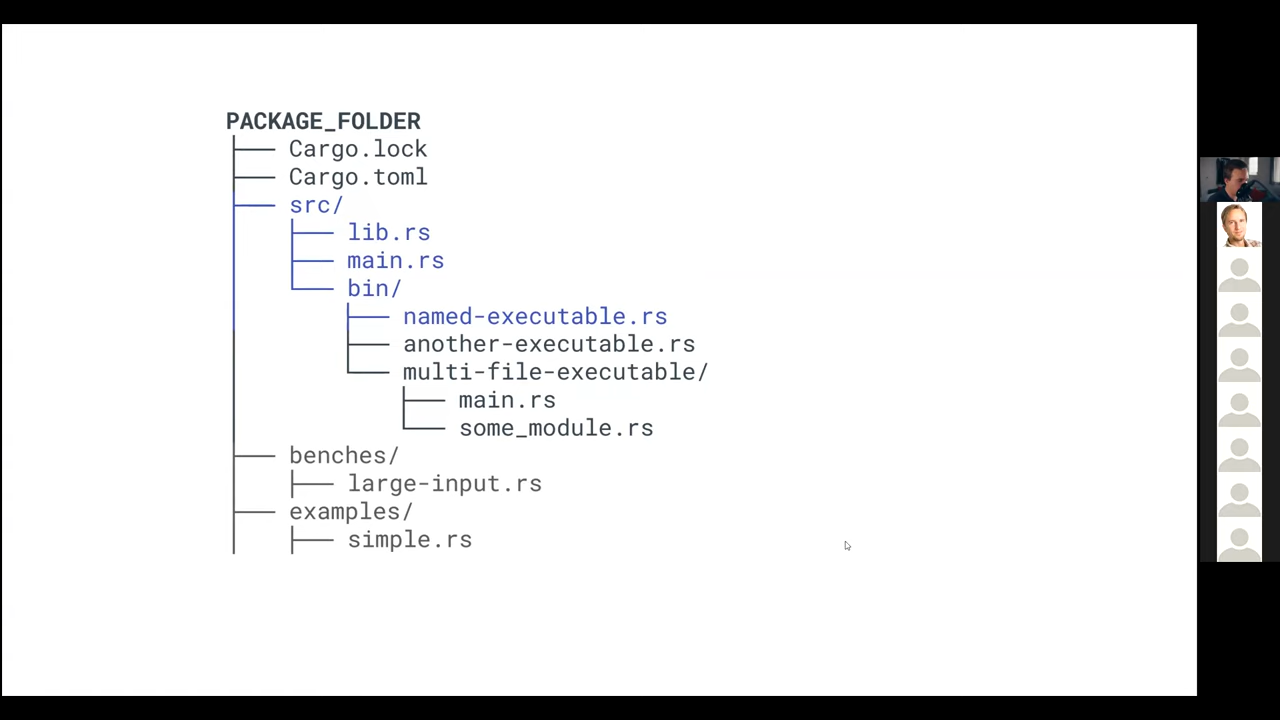 PACKAGE_FOLDER
Cargo.lock
Cargo.toml
src/
lib.rs
main.rs
bin/
named-executable.rs
another-executable.rs
multi-file-executable/
main.rs
some_module.rs
benches/
large-input.rs
examples/
simple.rs